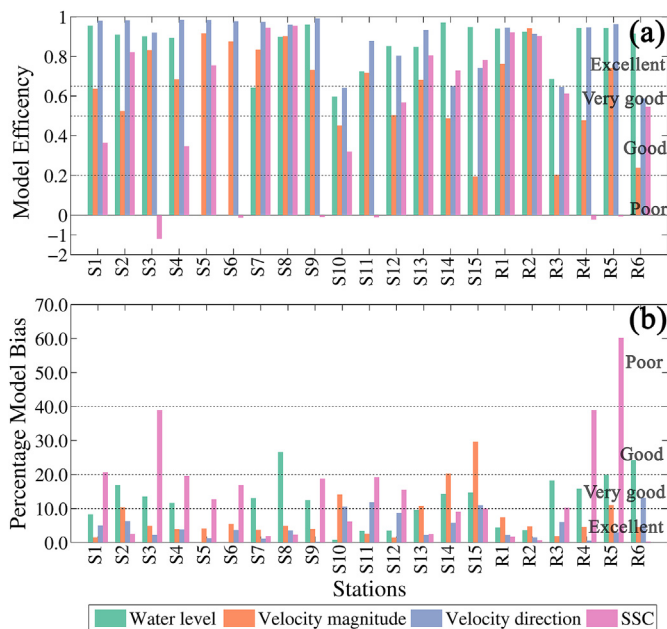 (a)
Model Efficency
1
0.8
0.6
0.4
0.2
0
−1
−2
Excellent
Very good
Good
Poor
S1 S2 S3 S4 S5 S6 S7 S8 S9 S10 S11 S12 S13 S14 S15 R1 R2 R3 R4 R5 R6
(b)
Percentage Model Bias
70.0
60.0
50.0
40.0
30.0
20.0
10.0
0.0
Poor
Good
Very good
Excellent
S1 S2 S3 S4 S5 S6 S7 S8 S9 S10 S11 S12 S13 S14 S15 R1 R2 R3 R4 R5 R6
Stations
Water level Velocity magnitude Velocity direction SSC